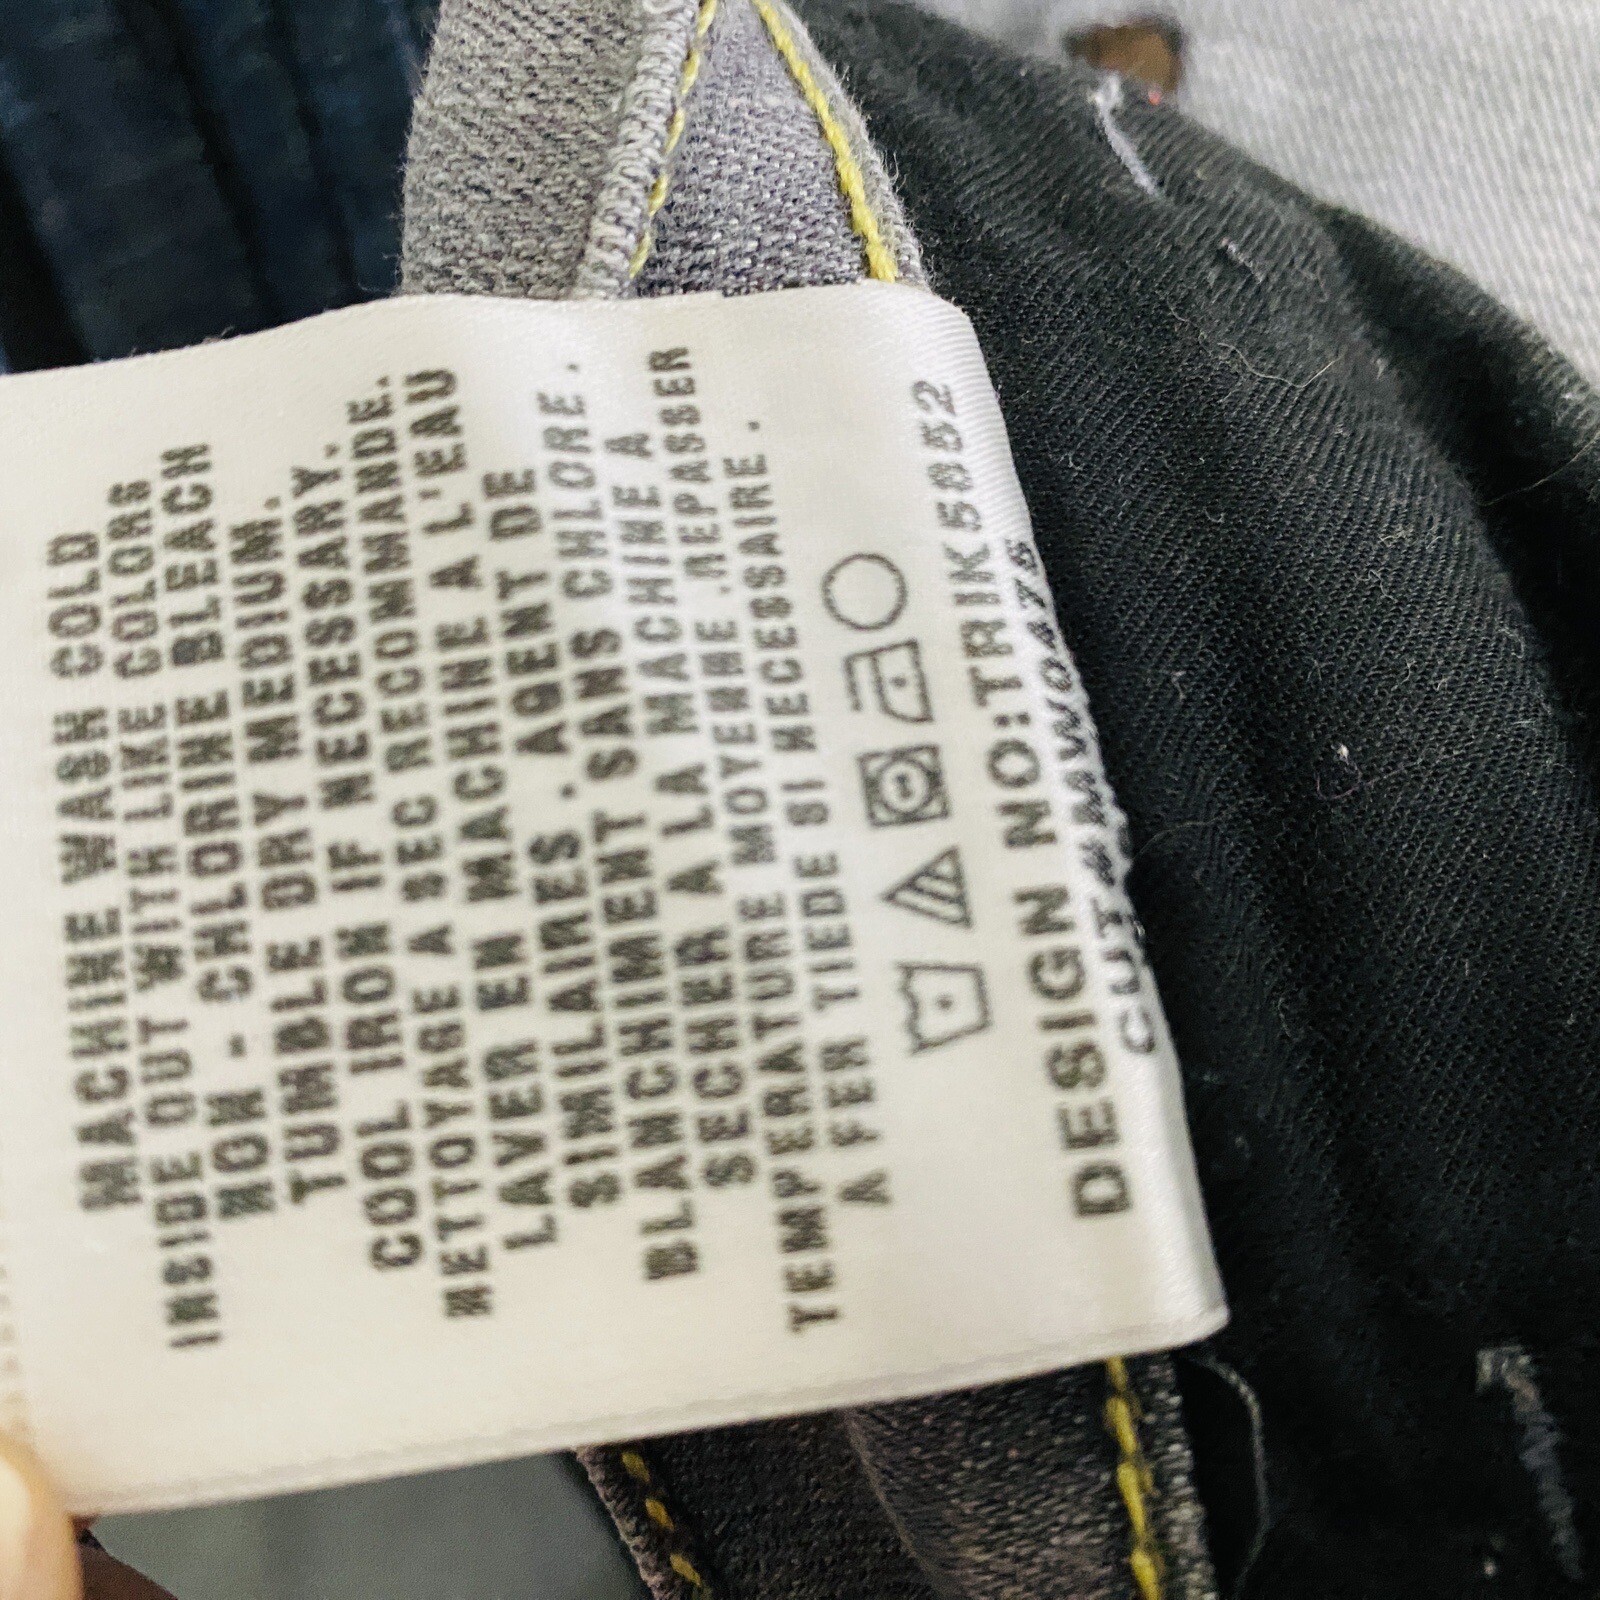 MACHINE WASH COLD
INSIDE OUT WITH LIKE COLORS
NON - CHLORINE BLEACH
TUMBLE DRY MEDIUM.
COOL IRON IF NECESSARY.
NETTOYAGE A SEC RECOMMANDE.
LAVER EN MACHINE A L'EAU
SIMILAIRES . AGENT DE
BLANCHIMENT SANS CHLORE.
SECHER A LA MACHINE A
TEMPERATURE MOYENNE .REPASSER
A FER TIEDE SI NECESSAIRE.
DESIGN NO:TRIK5852
CUT#